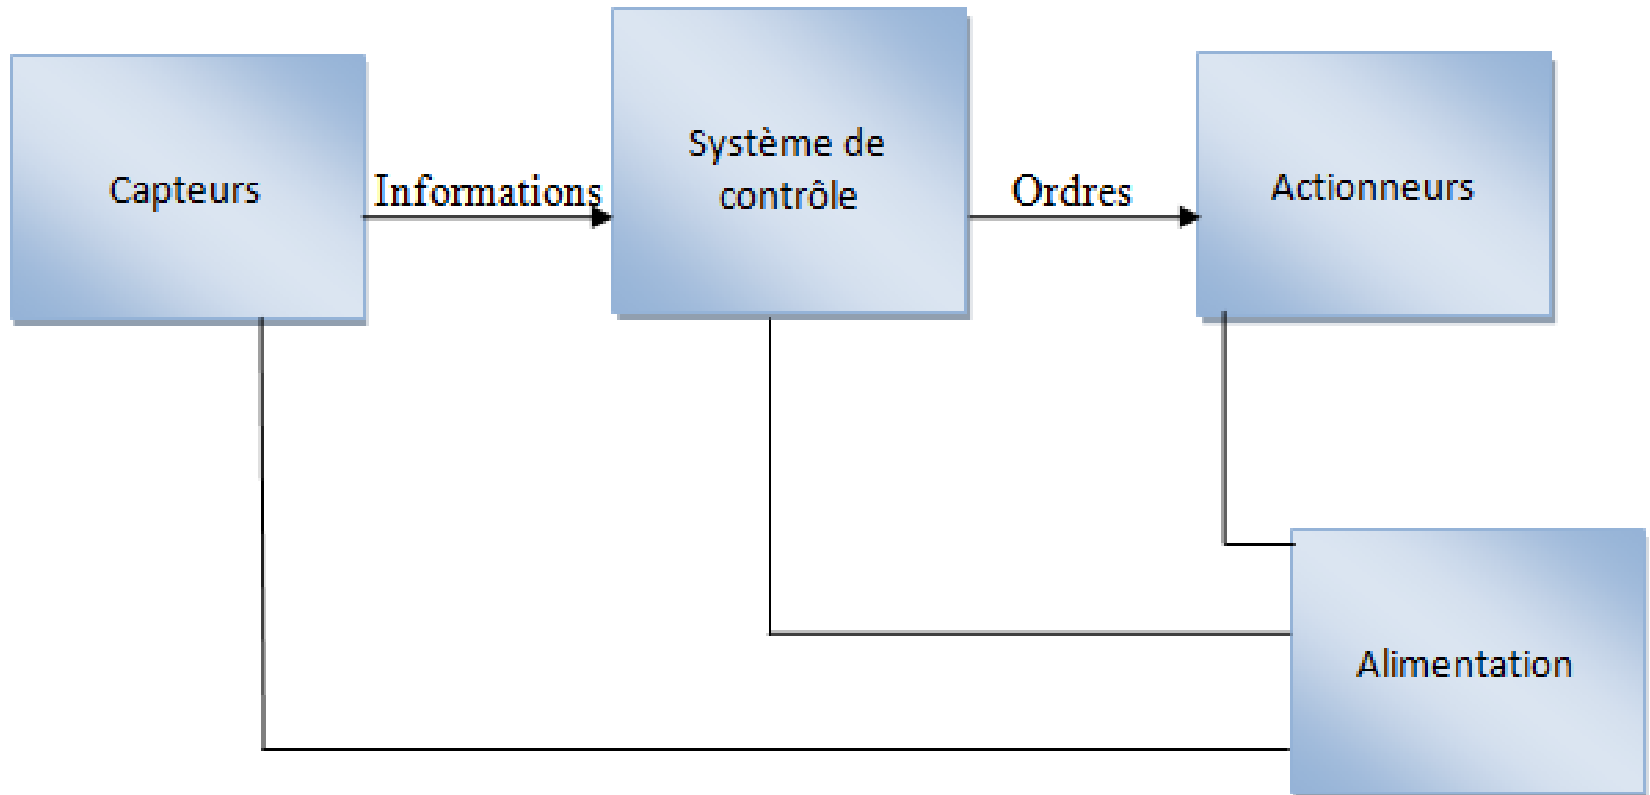 Capteurs
Informations
Système de
contrôle
Ordres
Actionneurs
Alimentation